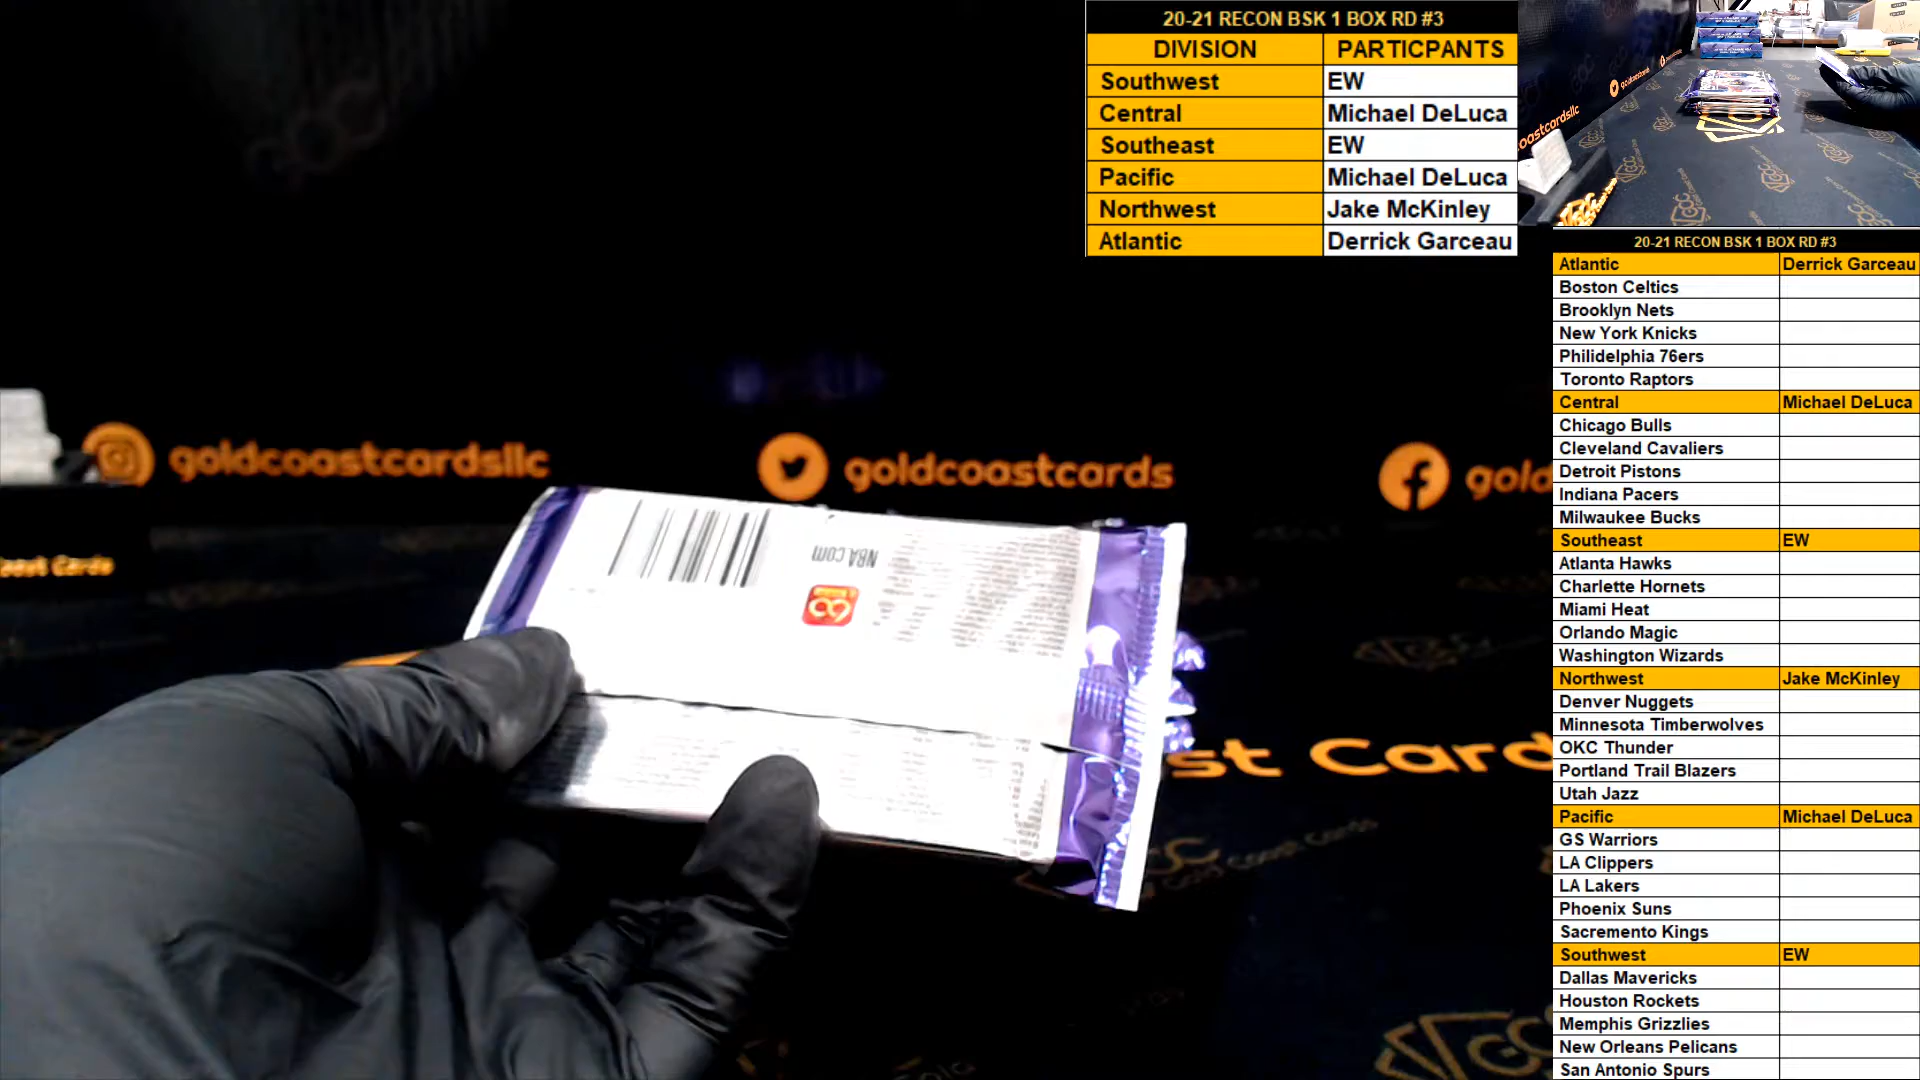 20-21 RECON BSK 1 BOX RD #3
DIVISION PARTICPANTS
Southwest EW
Central Michael DeLuca
Southeast EW
Pacific Michael DeLuca
Northwest Jake McKinley
Atlantic Derrick Garceau
goldcoastcardsllc
goldcoastcards
gold
NBA.com
st Cards
20-21 RECON BSK 1 BOX RD #3
Atlantic Derrick Garceau
Boston Celtics
Brooklyn Nets
New York Knicks
Philidelphia 76ers
Toronto Raptors
Central Michael DeLuca
Chicago Bulls
Cleveland Cavaliers
Detroit Pistons
Indiana Pacers
Milwaukee Bucks
Southeast EW
Atlanta Hawks
Charlette Hornets
Miami Heat
Orlando Magic
Washington Wizards
Northwest Jake McKinley
Denver Nuggets
Minnesota Timberwolves
OKC Thunder
Portland Trail Blazers
Utah Jazz
Pacific Michael DeLuca
GS Warriors
LA Clippers
LA Lakers
Phoenix Suns
Sacremento Kings
Southwest EW
Dallas Mavericks
Houston Rockets
Memphis Grizzlies
New Orleans Pelicans
San Antonio Spurs